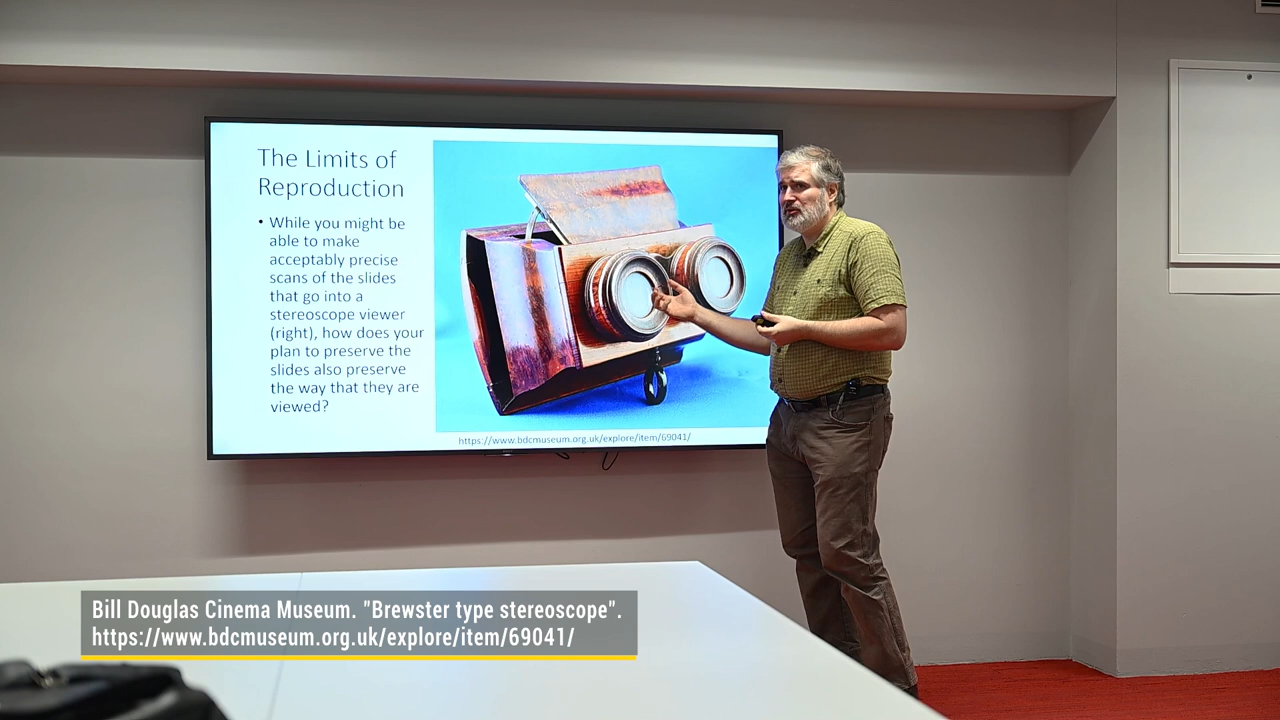 The Limits of
Reproduction
• While you might be
able to make
acceptably precise
scans of the slides
that go into a
stereoscope viewer
(right), how does your
plan to preserve the
slides also preserve
the way that they are
viewed?
https://www.bdcmuseum.org.uk/explore/item/69041/
Bill Douglas Cinema Museum. "Brewster type stereoscope".
https://www.bdcmuseum.org.uk/explore/item/69041/